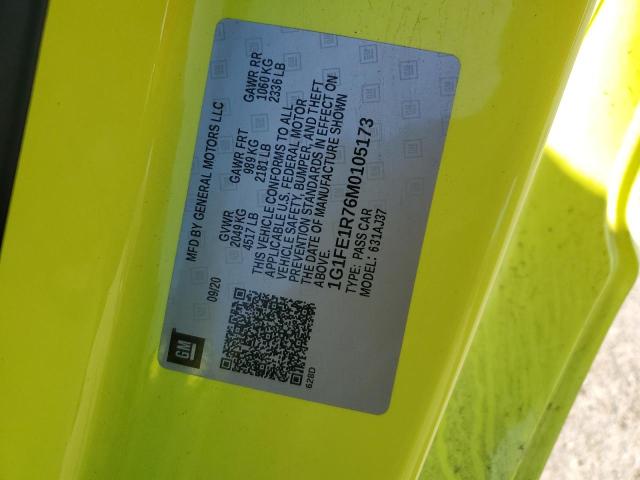 MFD BY GENERAL MOTORS LLC
09/20
GVWR
2049 KG
4517 LB
GAWR FRT
989 KG
2181 LB
GAWR RR
1060 KG
2336 LB
THIS VEHICLE CONFORMS TO ALL
APPLICABLE U.S. FEDERAL MOTOR
VEHICLE SAFETY, BUMPER, AND THEFT
PREVENTION STANDARDS IN EFFECT ON
THE DATE OF MANUFACTURE SHOWN
ABOVE.
1G1FE1R76M0105173
TYPE: PASS CAR
MODEL: 631AJ37
GM
628D